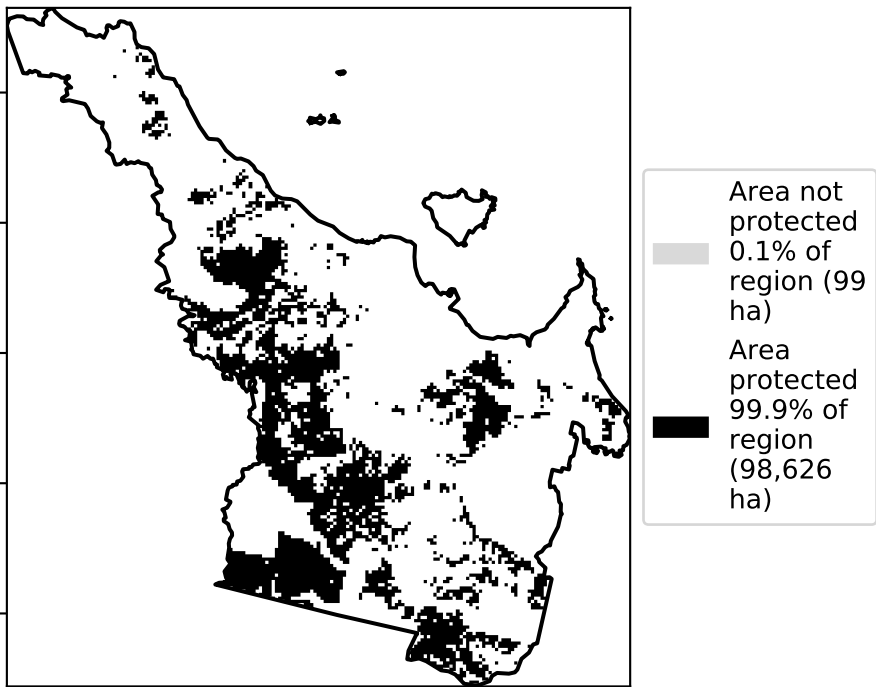 Area not
protected
0.1% of
region (99
ha)
Area
protected
99.9% of
region
(98,626
ha)